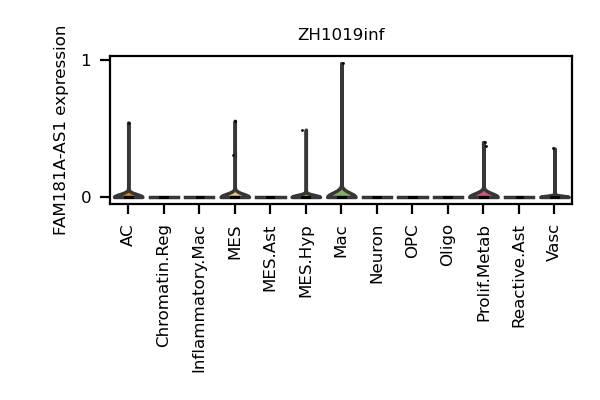 ZH1019inf
FAM181A-AS1 expression
1
0
AC
Chromatin.Reg
Inflammatory.Mac
MES
MES.Ast
MES.Hyp
Mac
Neuron
OPC
Oligo
Prolif.Metab
Reactive.Ast
Vasc